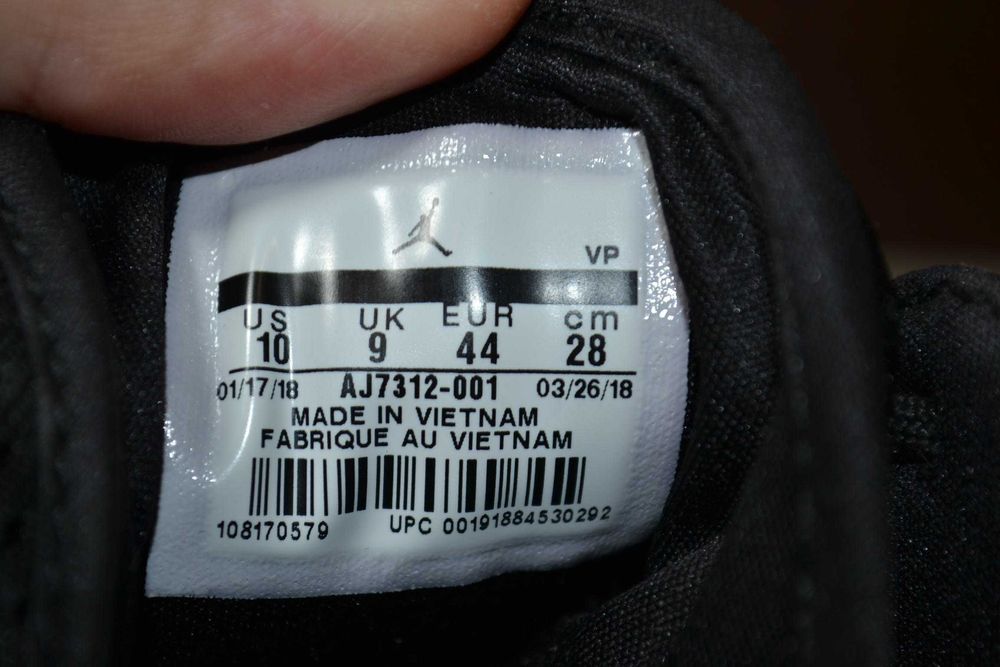 VP
US UK EUR cm
10 9 44 28
01/17/18 AJ7312-001 03/26/18
MADE IN VIETNAM
FABRIQUE AU VIETNAM
108170579 UPC 00191884530292